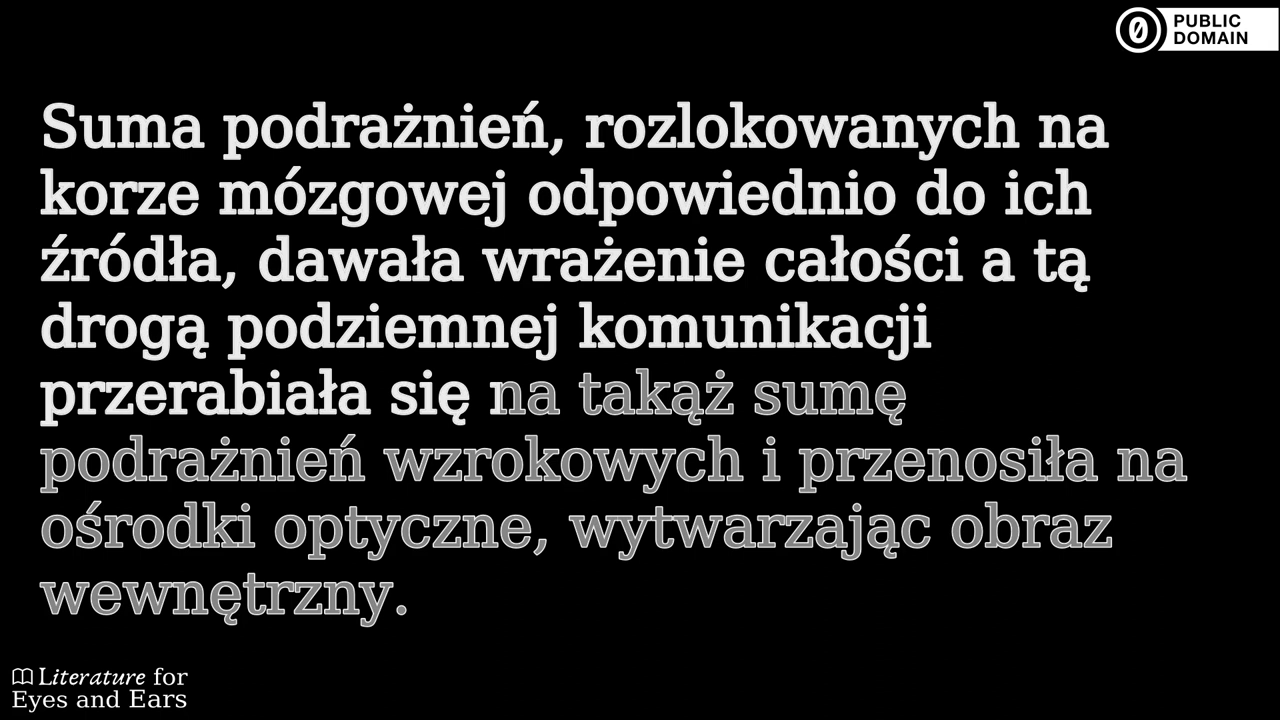 PUBLIC
DOMAIN
Suma podrażnień, rozlokowanych na
korze mózgowej odpowiednio do ich
źródła, dawała wrażenie całości a tą
drogą podziemnej komunikacji
przerabiała się na takąż sumę
podrażnień wzrokowych i przenosiła na
ośrodki optyczne, wytwarzając obraz
wewnętrzny.
Literature for
Eyes and Ears